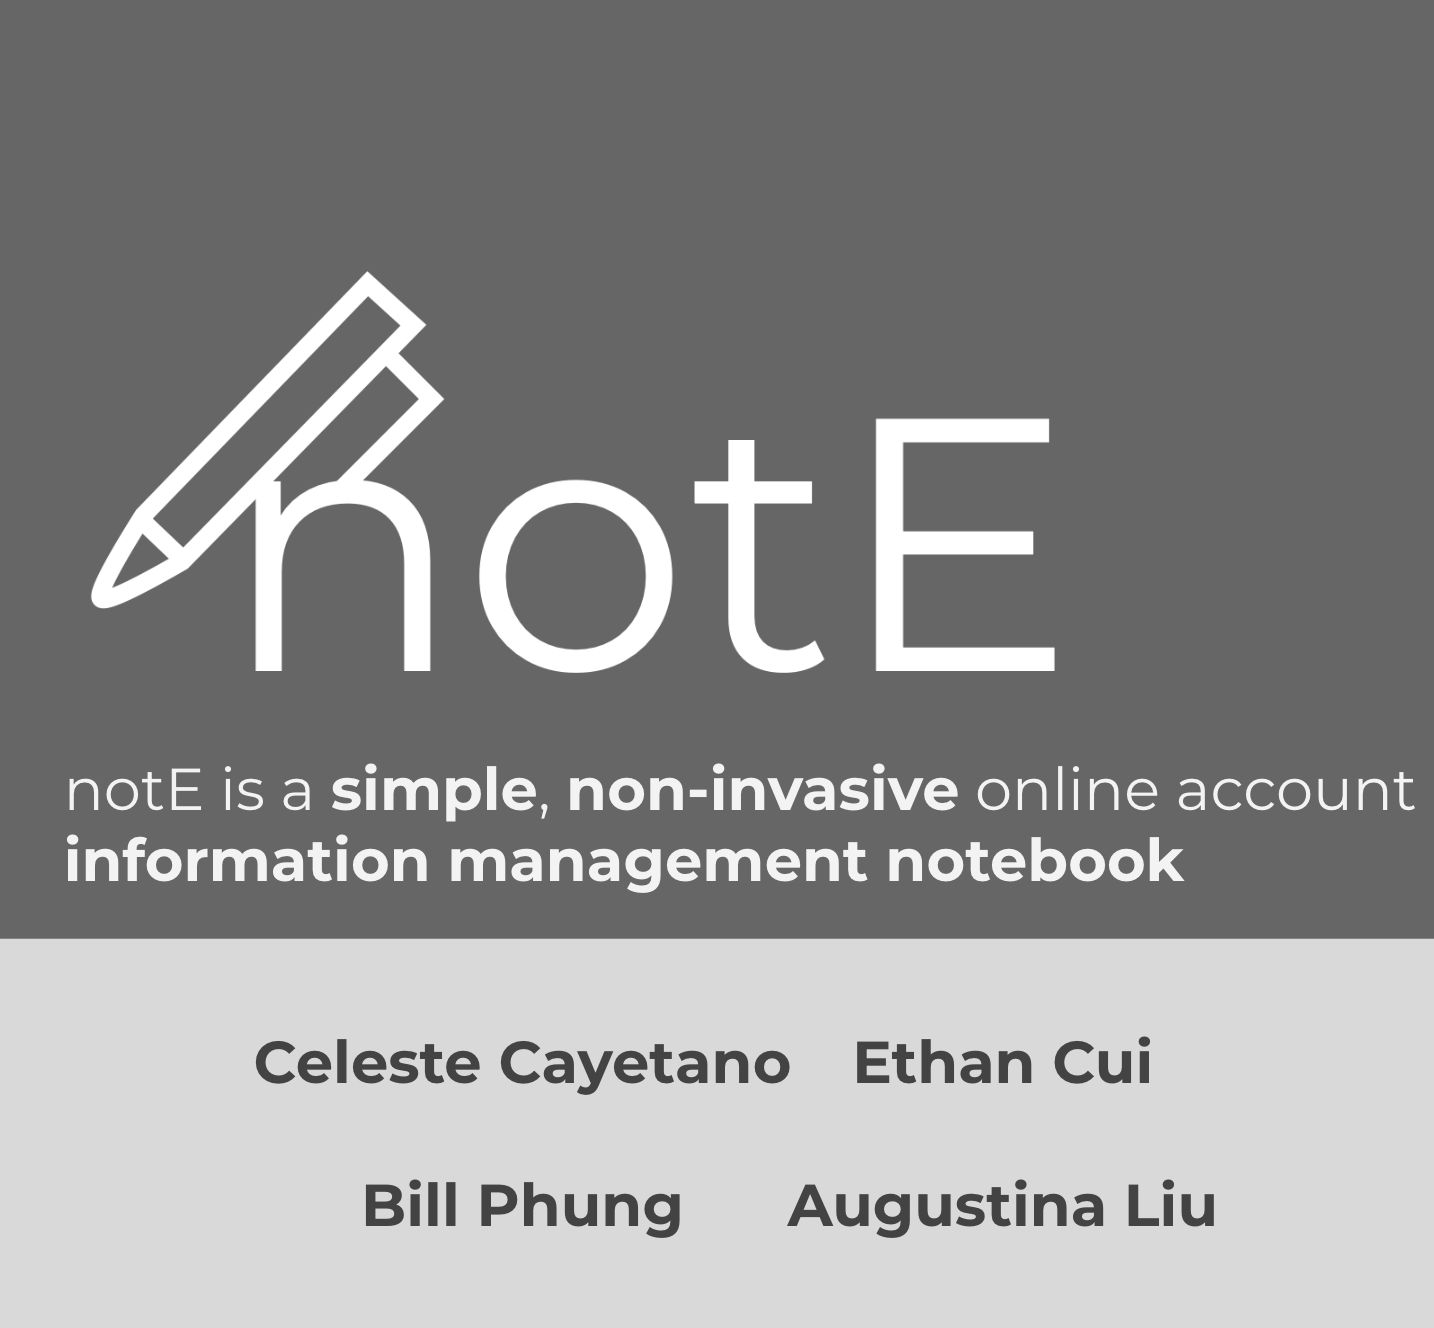 notE
notE is a simple, non-invasive online account
information management notebook
Celeste Cayetano Ethan Cui
Bill Phung Augustina Liu